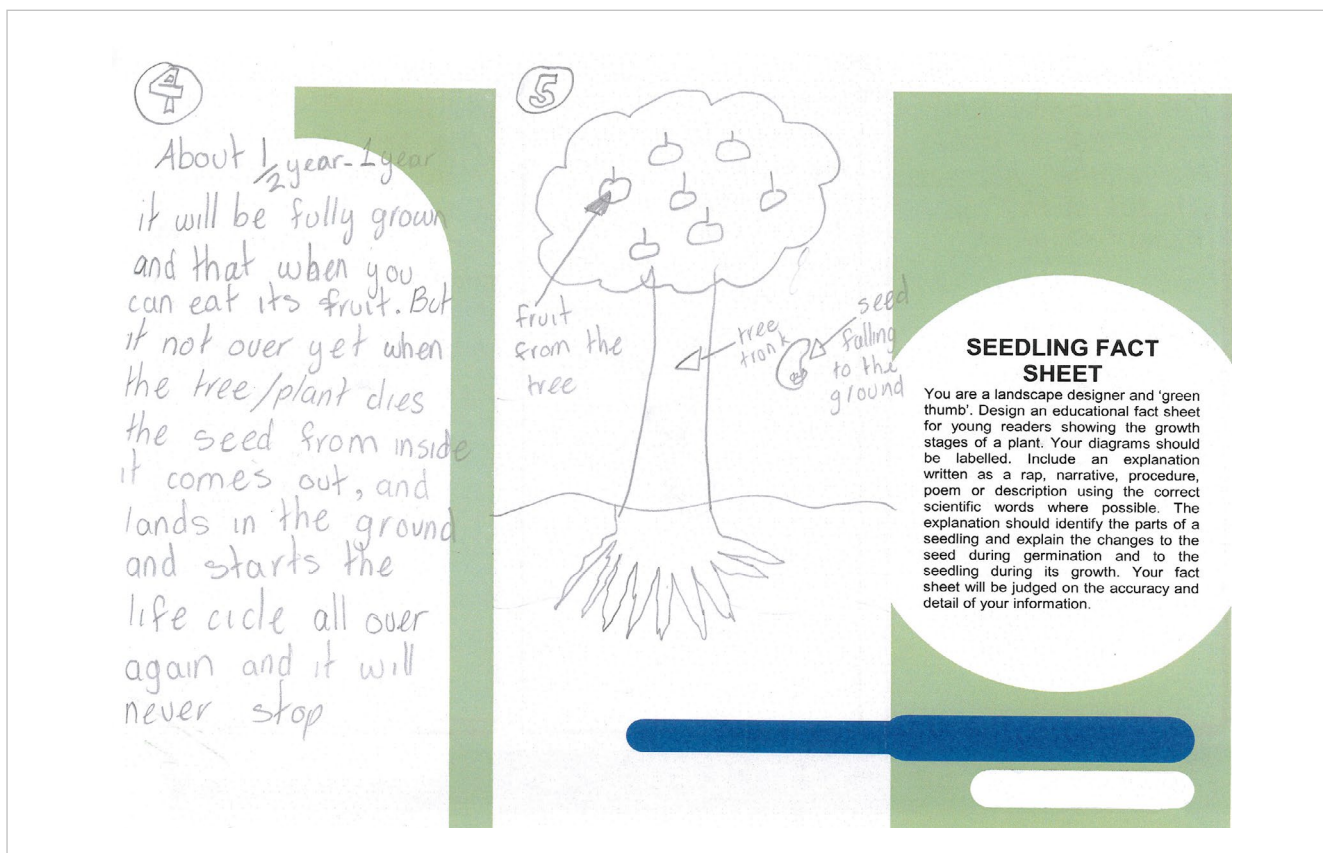 4
About 1/2 year - 1 year
it will be fully grown
and that when you
can eat its fruit. But
it not over yet when
the tree/plant dies
the seed from inside
it comes out, and
lands in the ground
and starts the
life cicle all over
again and it will
never stop
5
fruit
from the
tree
tree
tronk
seed
falling
to the
ground
SEEDLING FACT
SHEET
You are a landscape designer and 'green
thumb'. Design an educational fact sheet
for young readers showing the growth
stages of a plant. Your diagrams should
be labelled. Include an explanation
written as a rap, narrative, procedure,
poem or description using the correct
scientific words where possible. The
explanation should identify the parts of a
seedling and explain the changes to the
seed during germination and to the
seedling during its growth. Your fact
sheet will be judged on the accuracy and
detail of your information.